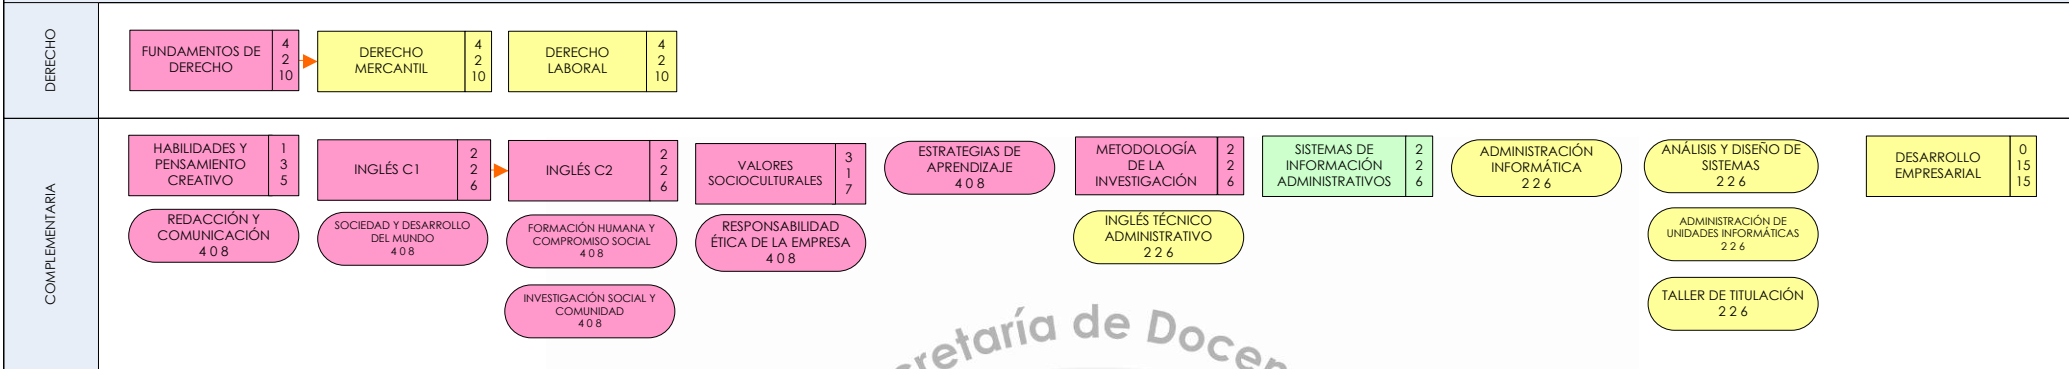 DERECHO
FUNDAMENTOS DE
DERECHO
4
2
10
DERECHO
MERCANTIL
4
2
10
DERECHO
LABORAL
4
2
10
COMPLEMENTARIA
HABILIDADES Y
PENSAMIENTO
CREATIVO
1
3
5
INGLÉS C1
2
2
6
INGLÉS C2
2
2
6
VALORES
SOCIOCULTURALES
3
1
7
ESTRATEGIAS DE
APRENDIZAJE
4 0 8
METODOLOGÍA
DE LA
INVESTIGACIÓN
2
2
6
SISTEMAS DE
INFORMACIÓN
ADMINISTRATIVOS
2
2
6
ADMINISTRACIÓN
INFORMÁTICA
2 2 6
ANÁLISIS Y DISEÑO DE
SISTEMAS
2 2 6
DESARROLLO
EMPRESARIAL
0
15
15
REDACCIÓN Y
COMUNICACIÓN
4 0 8
SOCIEDAD Y DESARROLLO
DEL MUNDO
4 0 8
FORMACIÓN HUMANA Y
COMPROMISO SOCIAL
4 0 8
RESPONSABILIDAD
ÉTICA DE LA EMPRESA
4 0 8
INGLÉS TÉCNICO
ADMINISTRATIVO
2 2 6
ADMINISTRACIÓN DE
UNIDADES INFORMÁTICAS
2 2 6
INVESTIGACIÓN SOCIAL Y
COMUNIDAD
4 0 8
TALLER DE TITULACIÓN
2 2 6
cretaría de Docen